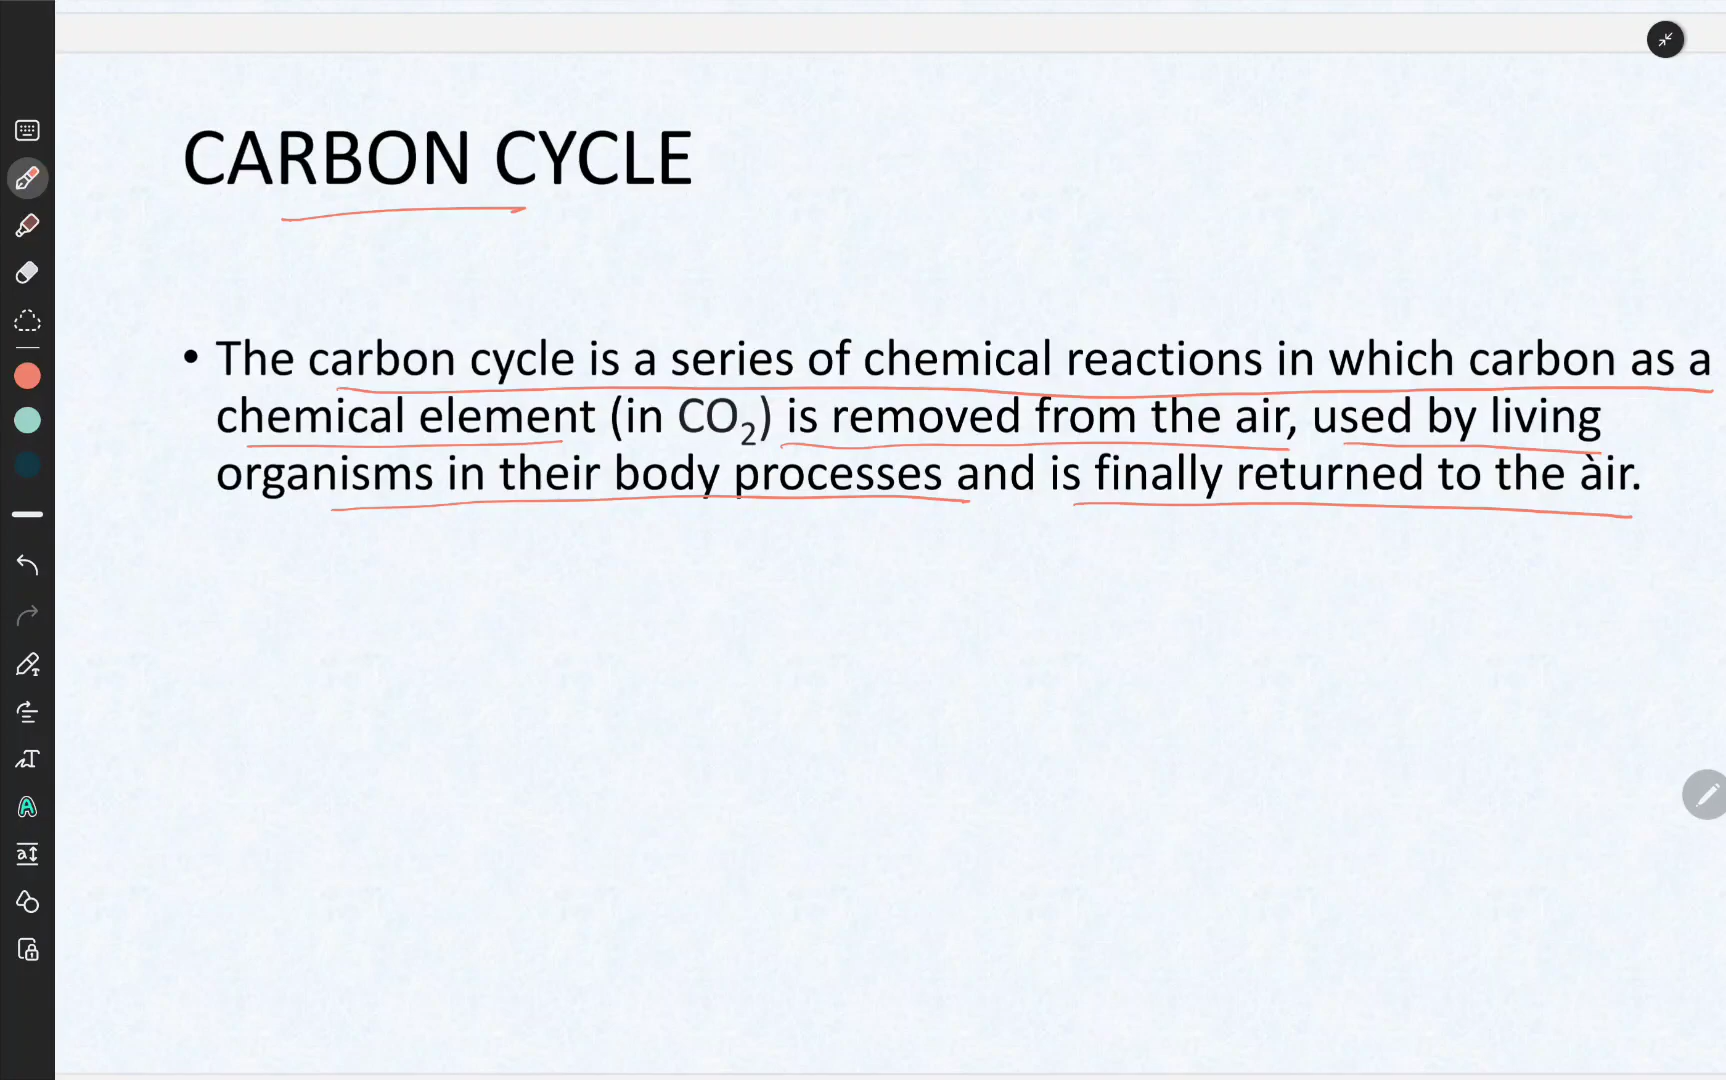 CARBON CYCLE
• The carbon cycle is a series of chemical reactions in which carbon as a
chemical element (in CO₂) is removed from the air, used by living
organisms in their body processes and is finally returned to the air.